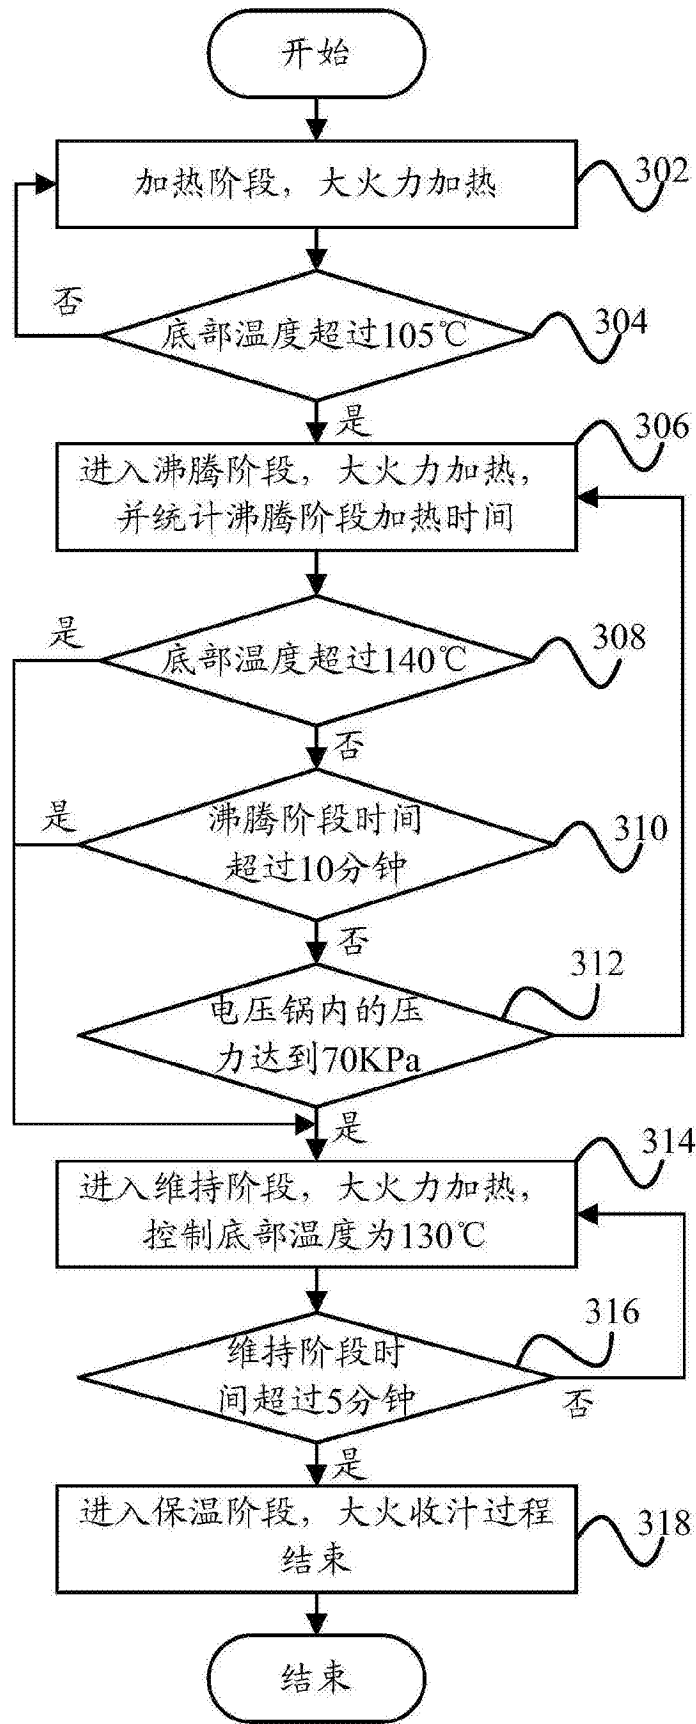 开始
加热阶段，大火力加热
302
否
底部温度超过105℃
304
是
306
进入沸腾阶段，大火力加热，
并统计沸腾阶段加热时间
是
底部温度超过140℃
308
否
是
沸腾阶段时间
超过10分钟
310
否
312
电压锅内的压
力达到70KPa
是
314
进入维持阶段，大火力加热，
控制底部温度为130℃
316
维持阶段时
间超过5分钟
否
是
进入保温阶段，大火收汁过程
结束
318
结束